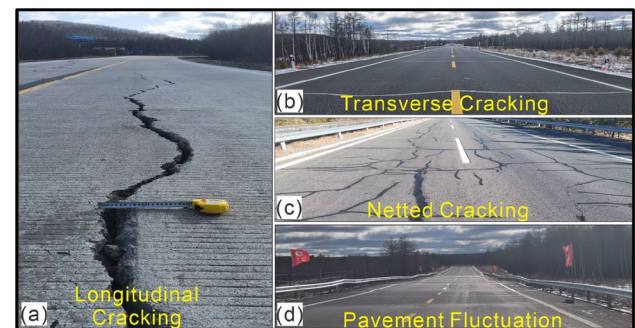 (a)
Longitudinal
Cracking
(b)
Transverse Cracking
(c)
Netted Cracking
(d)
Pavement Fluctuation